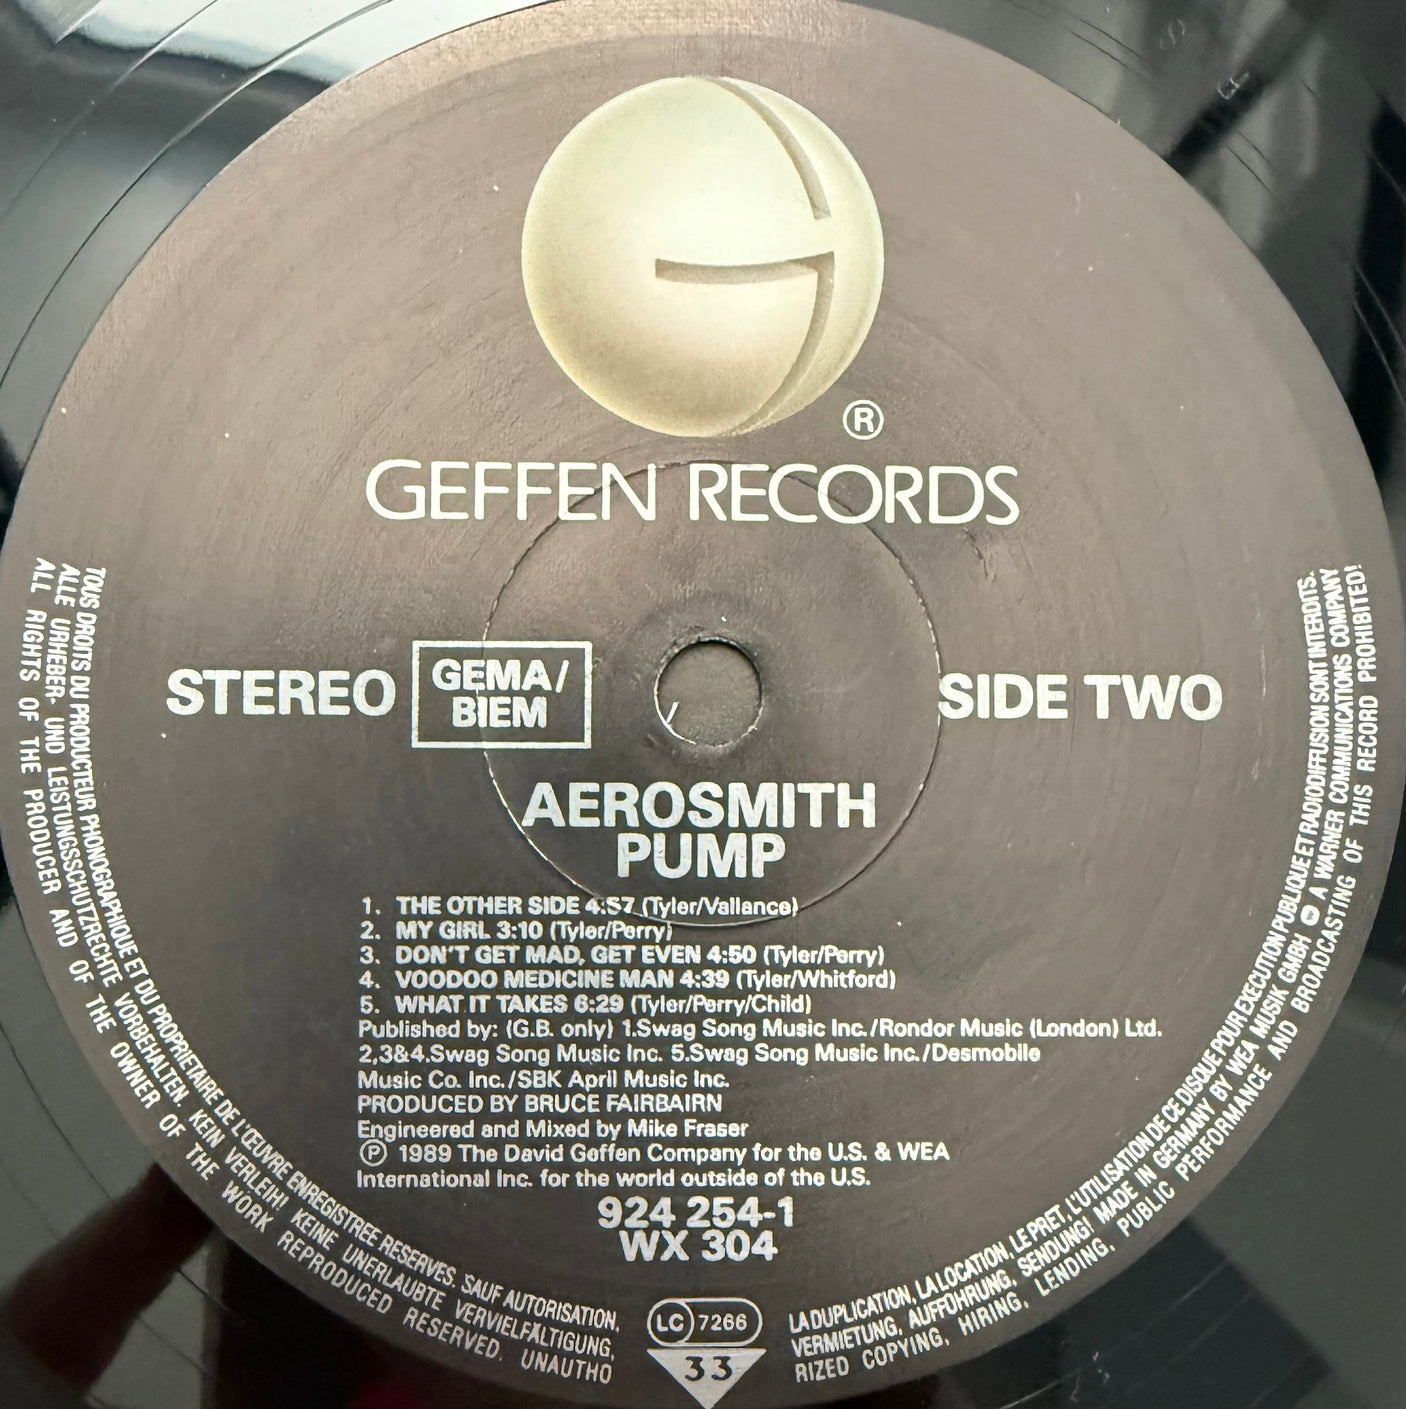 ®
GEFFEN RECORDS
STEREO
GEMA/
BIEM
SIDE TWO
AEROSMITH
PUMP
1. THE OTHER SIDE 4:57 (Tyler/Vallance)
2. MY GIRL 3:10 (Tyler/Perry)
3. DON'T GET MAD, GET EVEN 4:50 (Tyler/Perry)
4. VOODOO MEDICINE MAN 4:39 (Tyler/Whitford)
5. WHAT IT TAKES 6:29 (Tyler/Perry/Child)
Published by: (G.B. only) 1.Swag Song Music Inc./Rondor Music (London) Ltd.
2,3&4.Swag Song Music Inc. 5.Swag Song Music Inc./Desmobile
Music Co. Inc./SBK April Music Inc.
PRODUCED BY BRUCE FAIRBAIRN
Engineered and Mixed by Mike Fraser
℗ 1989 The David Geffen Company for the U.S. & WEA
International Inc. for the world outside of the U.S.
924 254-1
WX 304
LC 7266
33
TOUS DROITS DU PRODUCTEUR PHONOGRAPHIQUE ET DU PROPRIETAIRE DE L'ŒUVRE ENREGISTREE RESERVES. SAUF AUTORISATION, LA DUPLICATION, LA LOCATION, LE PRET, L'UTILISATION DE CE DISQUE POUR EXECUTION PUBLIQUE ET RADIODIFFUSION SONT INTERDITS.
ALLE URHEBER- UND LEISTUNGSSCHUTZRECHTE VORBEHALTEN. KEIN VERLEIH! KEINE UNERLAUBTE VERVIELFÄLTIGUNG, VERMIETUNG, AUFFÜHRUNG, SENDUNG! MADE IN GERMANY BY WEA MUSIK GMBH A WARNER COMMUNICATIONS COMPANY
ALL RIGHTS OF THE PRODUCER AND OF THE OWNER OF THE WORK REPRODUCED RESERVED. UNAUTHORIZED COPYING, HIRING, LENDING, PUBLIC PERFORMANCE AND BROADCASTING OF THIS RECORD PROHIBITED!